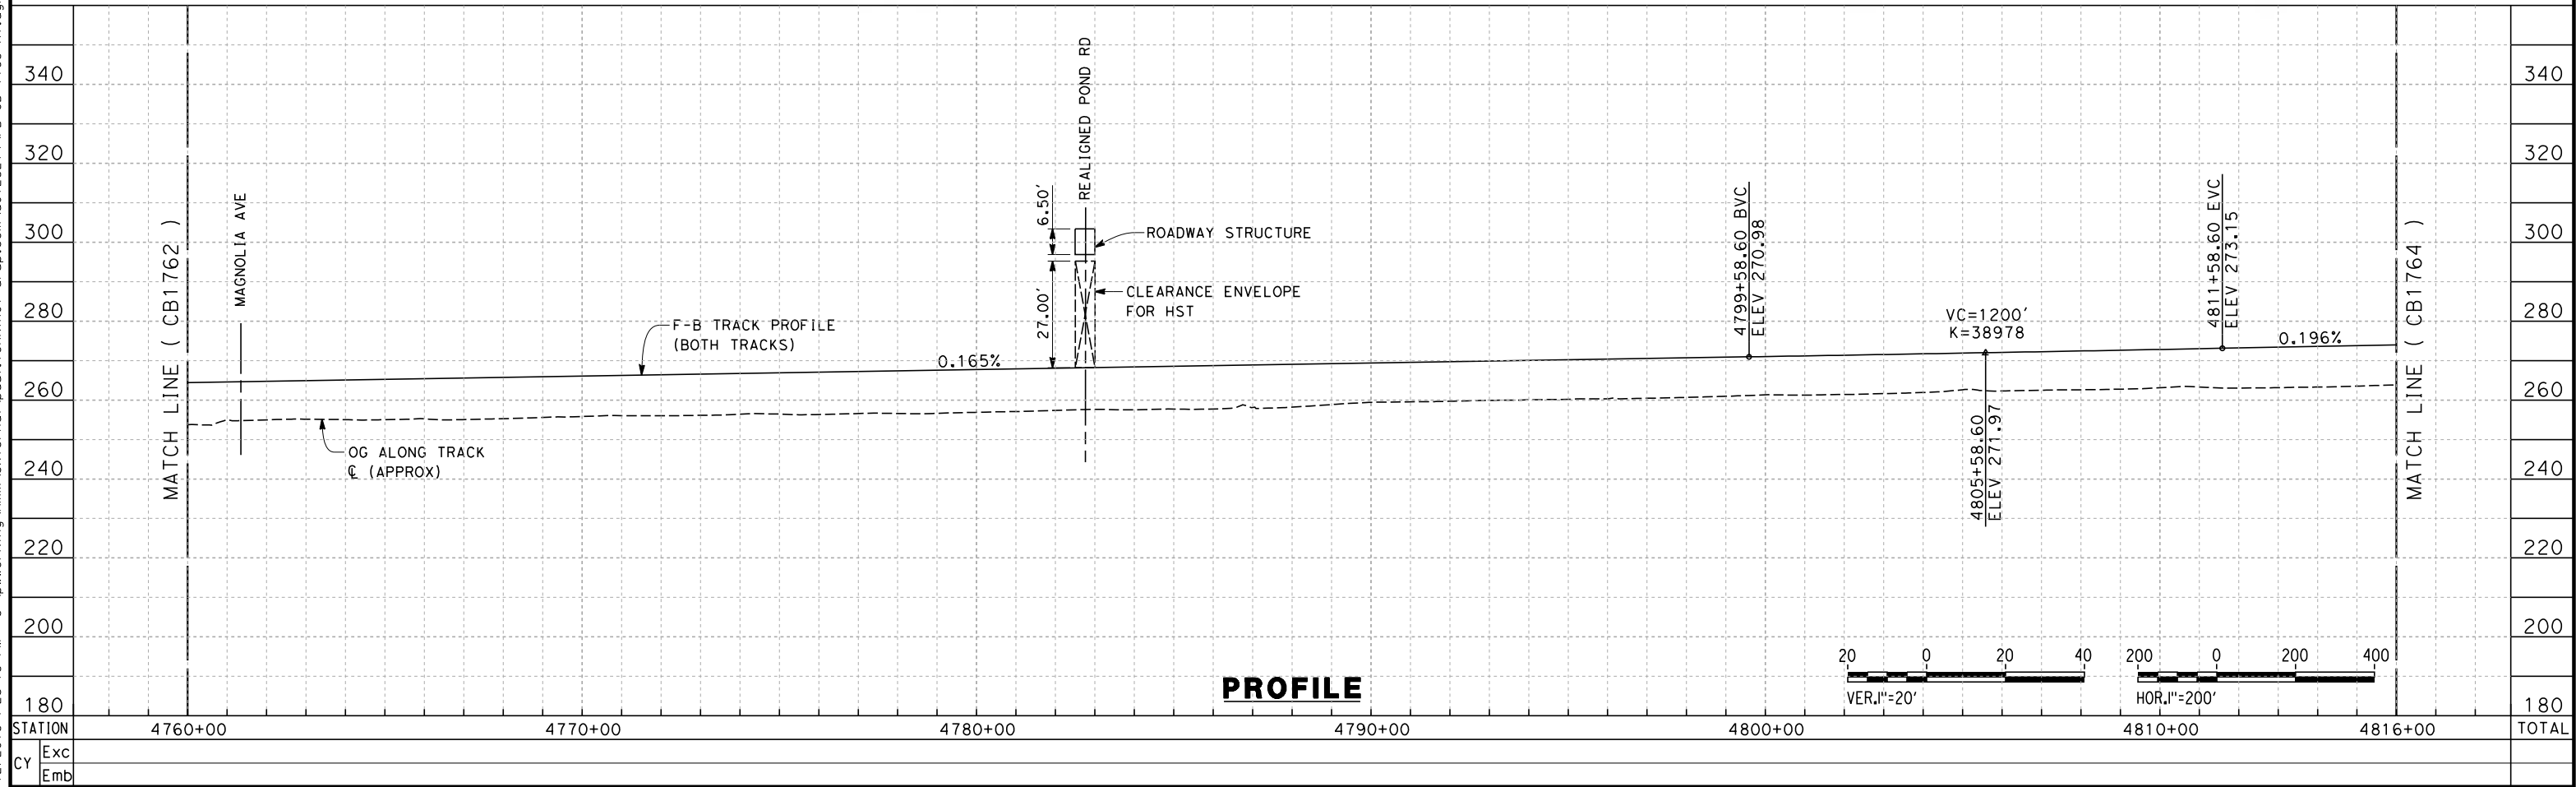 340
320
300
280
260
240
220
200
180
MATCH LINE ( CB1762 )
MAGNOLIA AVE
OG ALONG TRACK
℄ (APPROX)
F-B TRACK PROFILE
(BOTH TRACKS)
0.165%
REALIGNED POND RD
6.50'
27.00'
ROADWAY STRUCTURE
CLEARANCE ENVELOPE
FOR HST
4799+58.60 BVC
ELEV 270.98
VC=1200'
K=38978
4805+58.60
ELEV 271.97
4811+58.60 EVC
ELEV 273.15
0.196%
MATCH LINE ( CB1764 )
340
320
300
280
260
240
220
200
180
PROFILE
20 0 20 40
VER.1"=20'
200 0 200 400
HOR.1"=200'
STATION 4760+00 4770+00 4780+00 4790+00 4800+00 4810+00 4816+00 TOTAL
CY
Exc
Emb